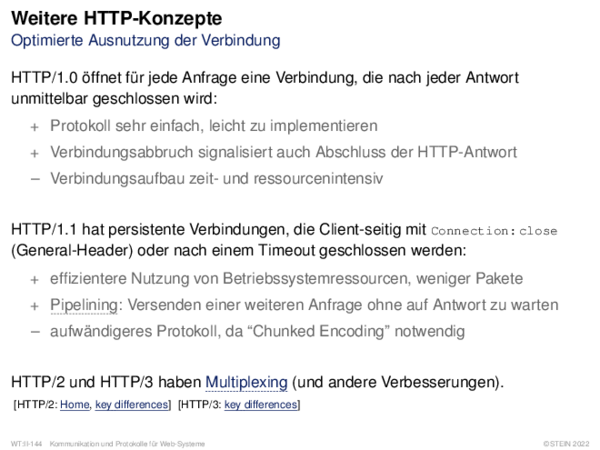 Weitere HTTP-Konzepte
Optimierte Ausnutzung der Verbindung
HTTP/1.0 öffnet für jede Anfrage eine Verbindung, die nach jeder Antwort
unmittelbar geschlossen wird:
+ Protokoll sehr einfach, leicht zu implementieren
+ Verbindungsabbruch signalisiert auch Abschluss der HTTP-Antwort
– Verbindungsaufbau zeit- und ressourcenintensiv
HTTP/1.1 hat persistente Verbindungen, die Client-seitig mit Connection:close
(General-Header) oder nach einem Timeout geschlossen werden:
+ effizientere Nutzung von Betriebssystemressourcen, weniger Pakete
+ Pipelining: Versenden einer weiteren Anfrage ohne auf Antwort zu warten
– aufwändigeres Protokoll, da “Chunked Encoding” notwendig
HTTP/2 und HTTP/3 haben Multiplexing (und andere Verbesserungen).
[HTTP/2: Home, key differences] [HTTP/3: key differences]
WT:II-144 Kommunikation und Protokolle für Web-Systeme ©STEIN 2022